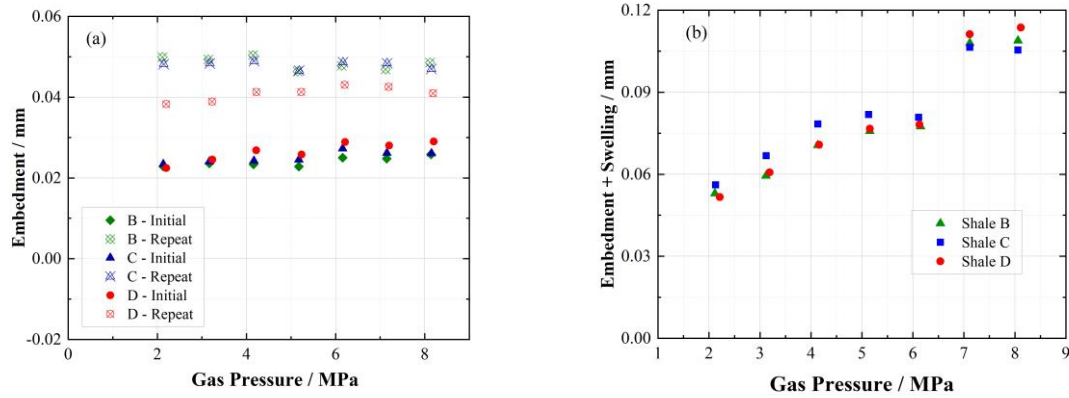 (a)
Embedment / mm
0.06
0.04
0.02
0.00
-0.02
B - Initial
B - Repeat
C - Initial
C - Repeat
D - Initial
D - Repeat
0 2 4 6 8
Gas Pressure / MPa
(b)
Embedment + Swelling / mm
0.12
0.09
0.06
0.03
0.00
Shale B
Shale C
Shale D
1 2 3 4 5 6 7 8 9
Gas Pressure / MPa